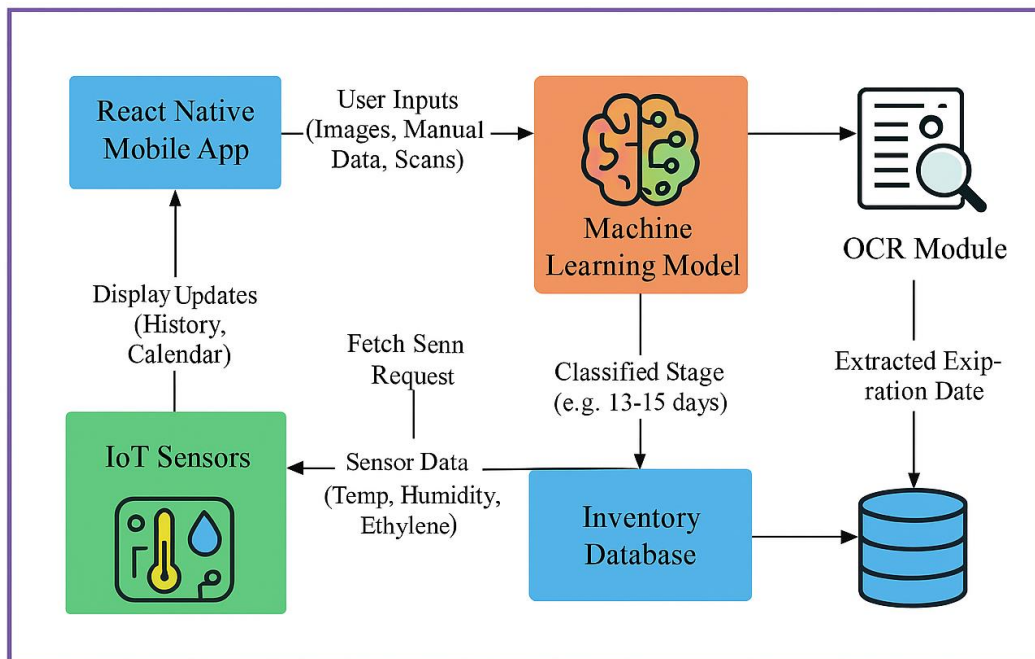 React Native
Mobile App
User Inputs
(Images, Manual
Data, Scans)
Machine
Learning Model
OCR Module
Display Updates
(History,
Calendar)
Fetch Senn
Request
Classified Stage
(e.g. 13-15 days)
Extracted Exip-
ration Date
IoT Sensors
Sensor Data
(Temp, Humidity,
Ethylene)
Inventory
Database